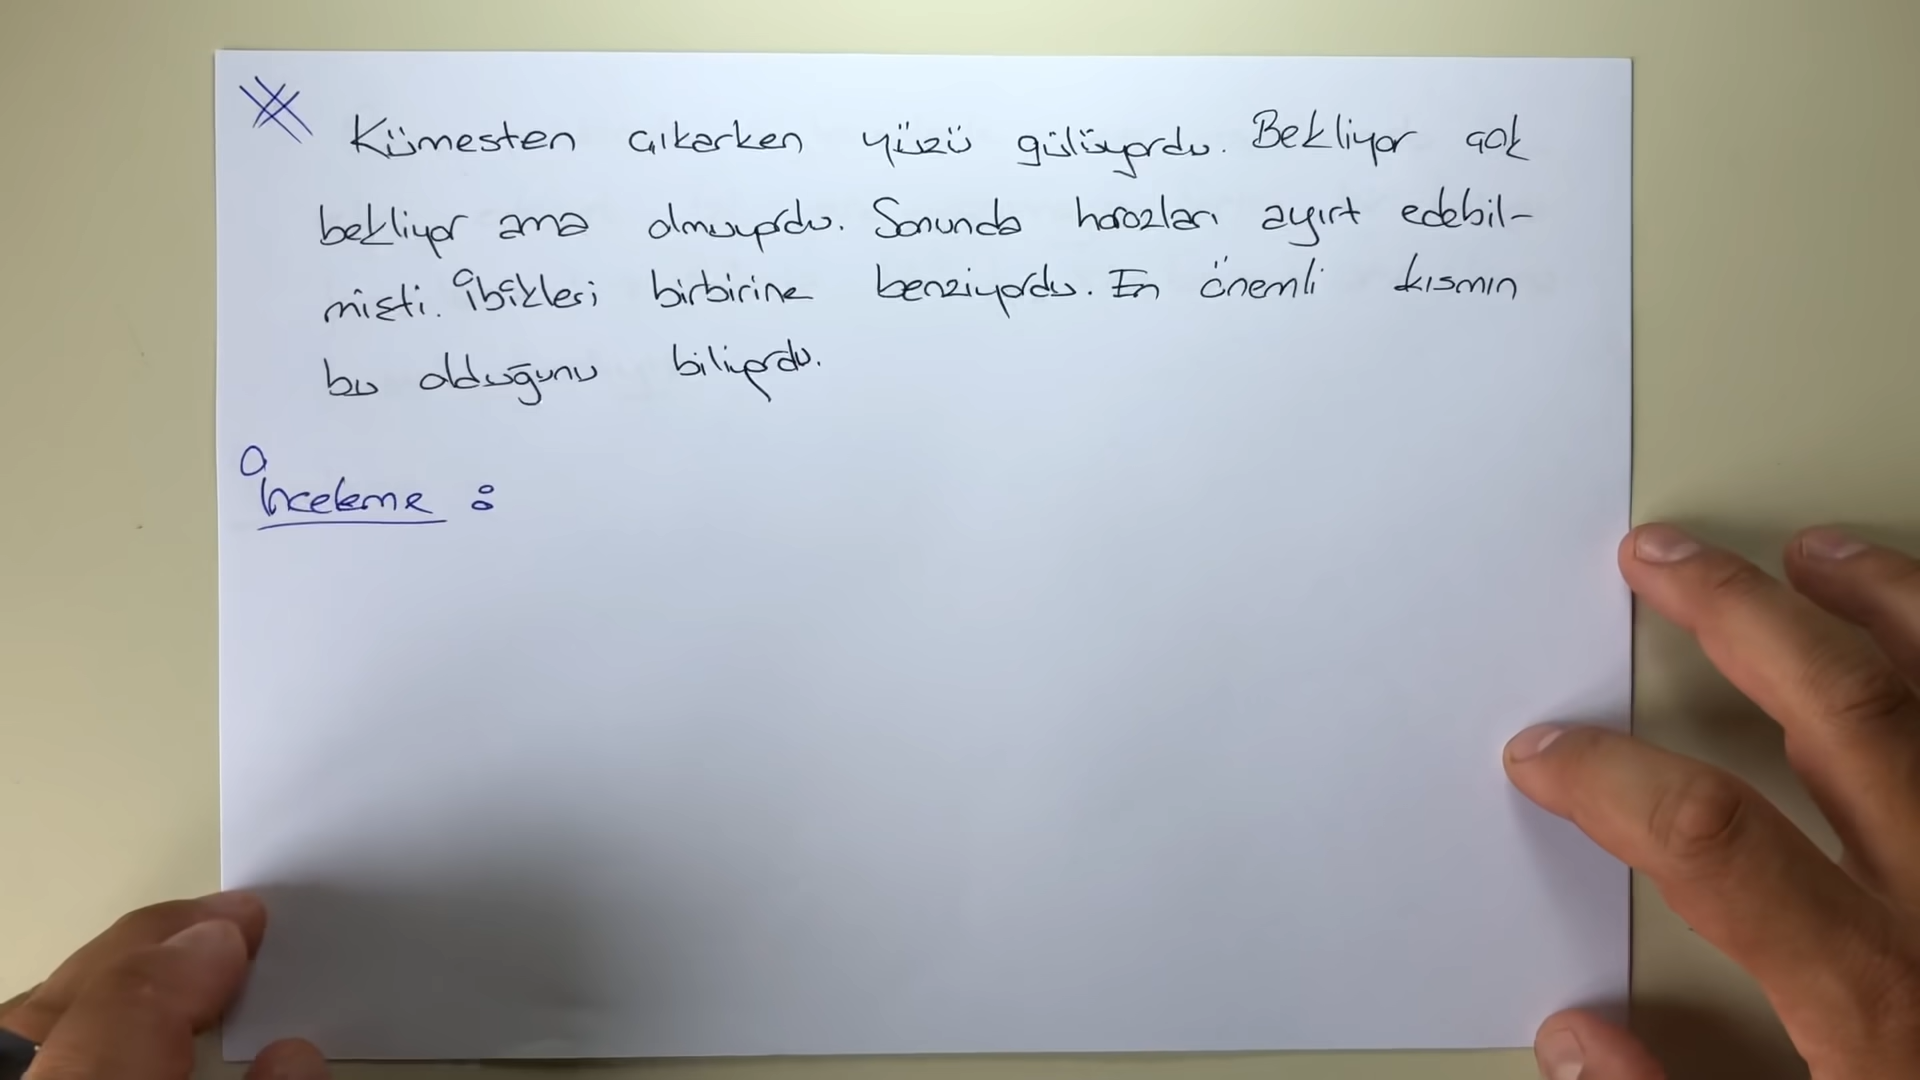 Kümesten çıkarken yüzü gülüyordu. Bekliyor çok
bekliyor ama olmuyordu. Sonunda horozları ayırt edebil-
mişti. İbikleri birbirine benziyordu. En önemli kısmın
bu olduğunu biliyordu.
İnceleme :